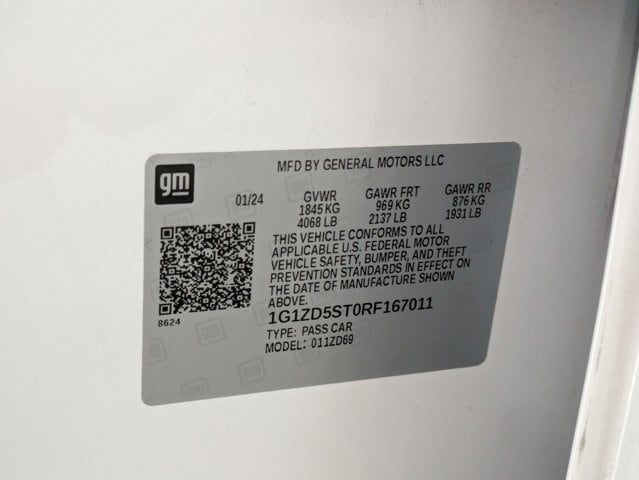 gm
MFD BY GENERAL MOTORS LLC
01/24
GVWR
1845 KG
4068 LB
GAWR FRT
969 KG
2137 LB
GAWR RR
876 KG
1931 LB
THIS VEHICLE CONFORMS TO ALL
APPLICABLE U.S. FEDERAL MOTOR
VEHICLE SAFETY, BUMPER, AND THEFT
PREVENTION STANDARDS IN EFFECT ON
THE DATE OF MANUFACTURE SHOWN
ABOVE.
8624
1G1ZD5ST0RF167011
TYPE: PASS CAR
MODEL: 011ZD69